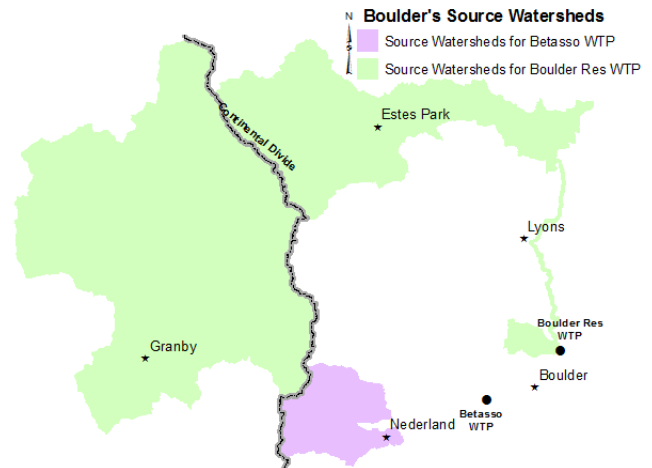 Boulder's Source Watersheds
N
S
Source Watersheds for Betasso WTP
Source Watersheds for Boulder Res WTP
Continental Divide
Estes Park
Lyons
Boulder Res
WTP
Granby
Boulder
Betasso
WTP
Nederland